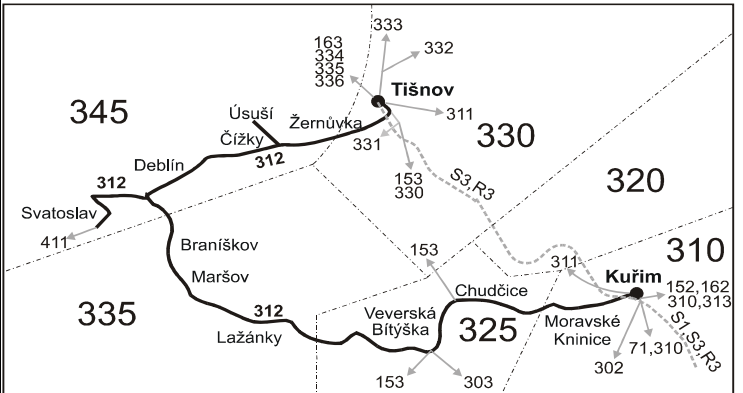 333
163
334
335
336
332
Tišnov
345
Úsuší
Žernůvka
311
330
Čížky
312
331
Deblín
153
330
S3,R3
320
312
Svatoslav
411
Braníškov
153
311
310
Kuřim
Maršov
Chudčice
152,162
310,313
335
312
Veverská
Bítýška
325
Lažánky
Moravské
Kninice
S1,S3,R3
71,310
302
153
303